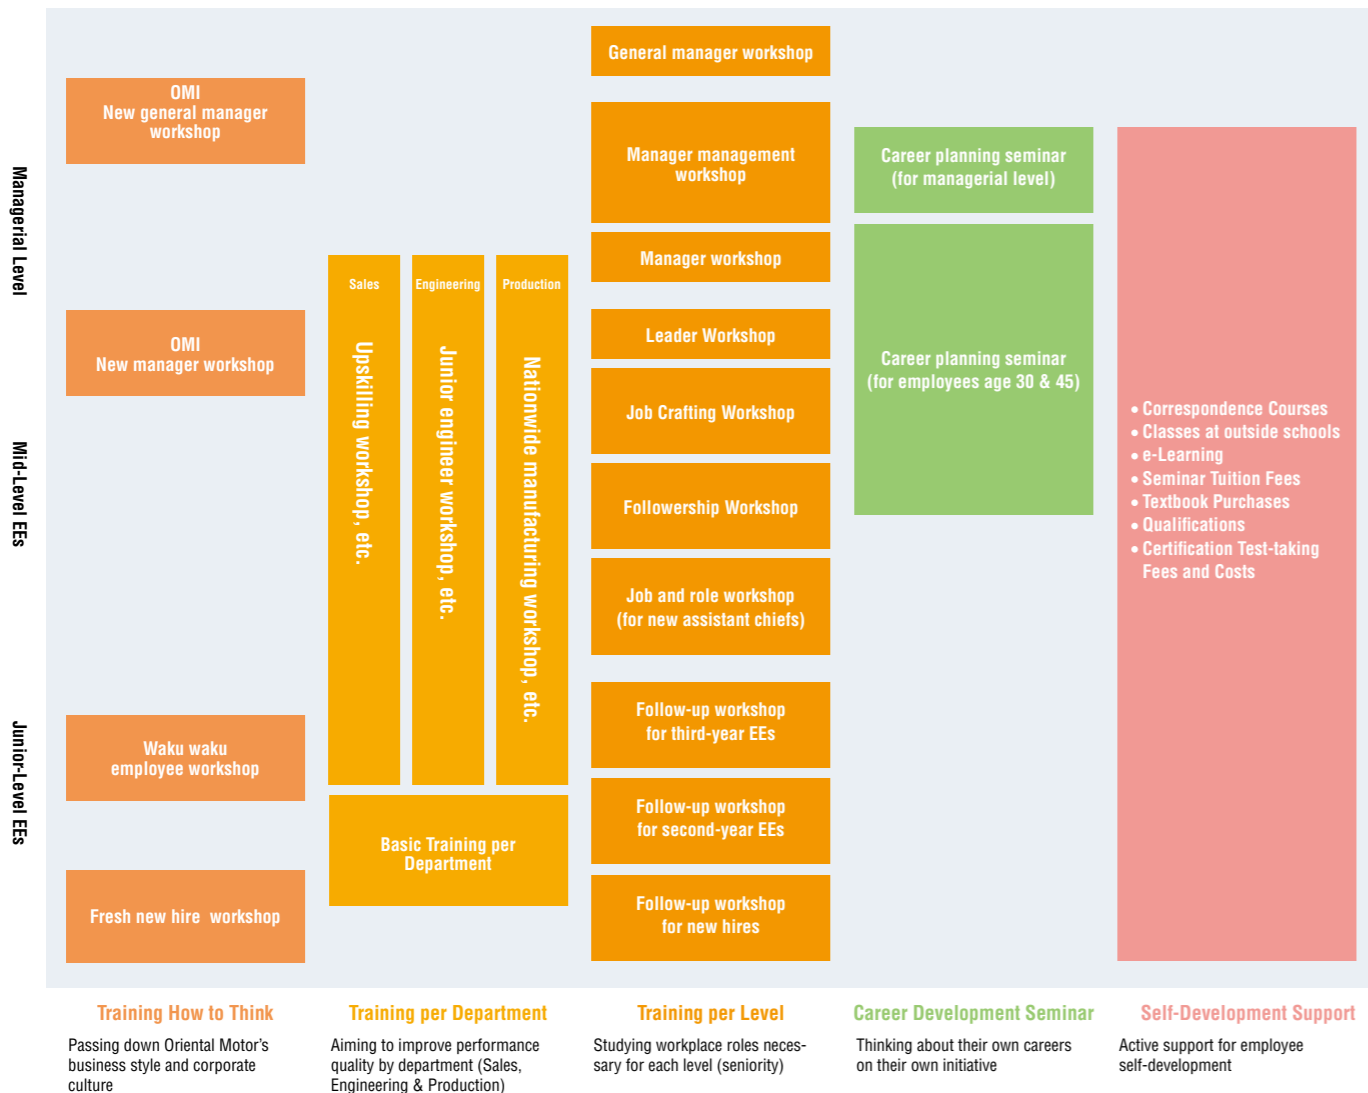 Managerial Level
Mid-Level EEs
Junior-Level EEs
OMI
New general manager
workshop
OMI
New manager workshop
Waku waku
employee workshop
Fresh new hire workshop
Sales
Upskilling workshop, etc.
Engineering
Junior engineer workshop, etc.
Production
Nationwide manufacturing workshop, etc.
Basic Training per
Department
General manager workshop
Manager management
workshop
Manager workshop
Leader Workshop
Job Crafting Workshop
Followership Workshop
Job and role workshop
(for new assistant chiefs)
Follow-up workshop
for third-year EEs
Follow-up workshop
for second-year EEs
Follow-up workshop
for new hires
Career planning seminar
(for managerial level)
Career planning seminar
(for employees age 30 & 45)
• Correspondence Courses
• Classes at outside schools
• e-Learning
• Seminar Tuition Fees
• Textbook Purchases
• Qualifications
• Certification Test-taking
Fees and Costs
Training How to Think
Passing down Oriental Motor’s
business style and corporate
culture
Training per Department
Aiming to improve performance
quality by department (Sales,
Engineering & Production)
Training per Level
Studying workplace roles neces-
sary for each level (seniority)
Career Development Seminar
Thinking about their own careers
on their own initiative
Self-Development Support
Active support for employee
self-development